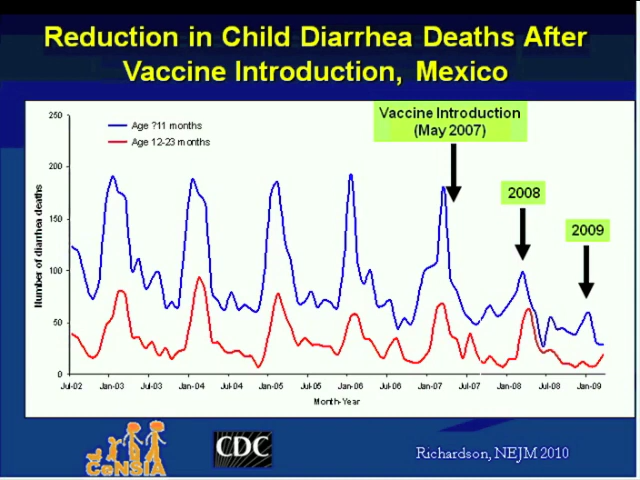 Reduction in Child Diarrhea Deaths After
Vaccine Introduction, Mexico
Vaccine Introduction
(May 2007)
2008
2009
Age ?11 months
Age 12-23 months
Number of diarrhea deaths
250
200
150
100
50
0
Jul-02 Jan-03 Jul-03 Jan-04 Jul-04 Jan-05 Jul-05 Jan-06 Jul-06 Jan-07 Jul-07 Jan-08 Jul-08 Jan-09
Month-Year
CeNSIA
CDC
Richardson, NEJM 2010